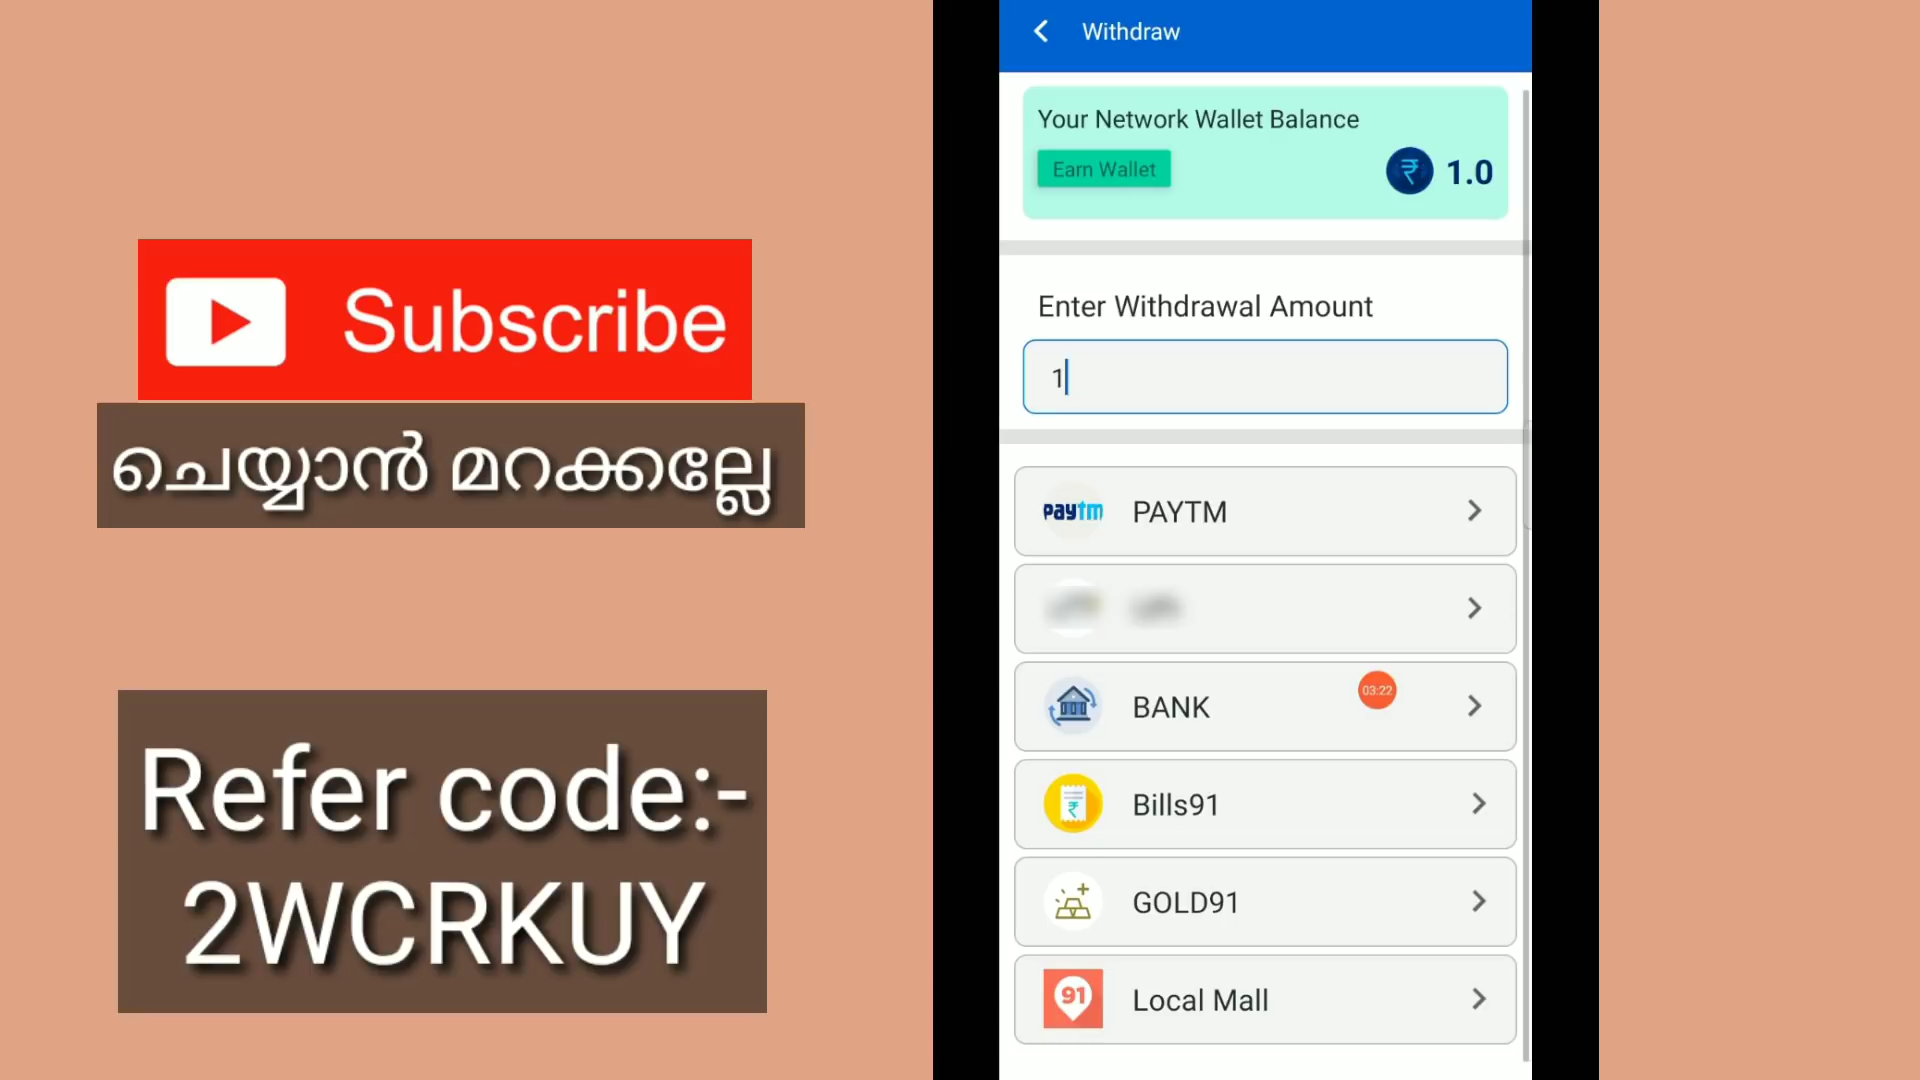 Subscribe
ചെയ്യാൻ മറക്കല്ലേ
Refer code:-
2WCRKUY
Withdraw
Your Network Wallet Balance
Earn Wallet
₹ 1.0
Enter Withdrawal Amount
1
paytm PAYTM
BANK
03:22
₹ Bills91
GOLD91
91 Local Mall